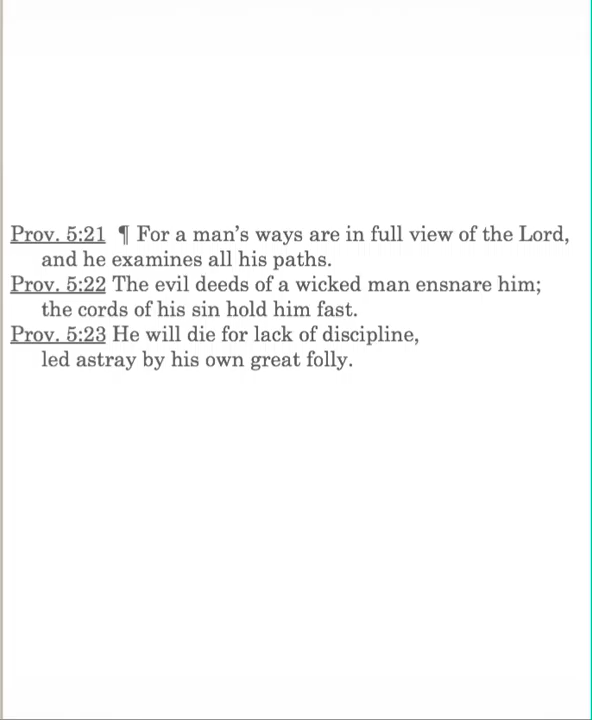 Prov. 5:21 ¶ For a man’s ways are in full view of the Lord,
and he examines all his paths.
Prov. 5:22 The evil deeds of a wicked man ensnare him;
the cords of his sin hold him fast.
Prov. 5:23 He will die for lack of discipline,
led astray by his own great folly.